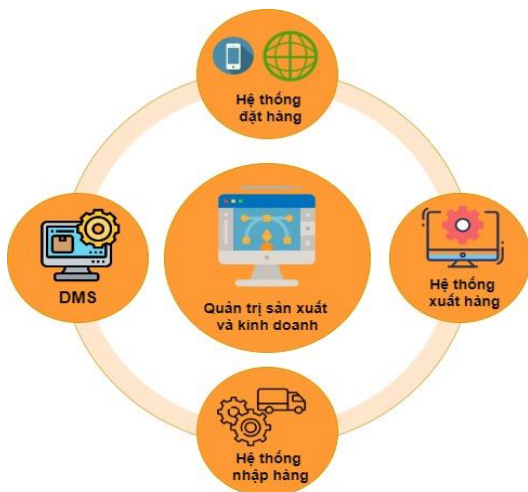 Hệ thống
đặt hàng
DMS
Quản trị sản xuất
và kinh doanh
Hệ thống
xuất hàng
Hệ thống
nhập hàng